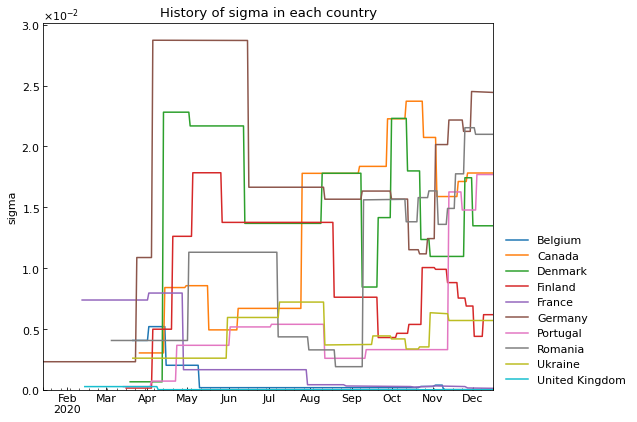 History of sigma in each country
×10⁻²
3.0
2.5
2.0
1.5
1.0
0.5
0.0
sigma
Feb Mar Apr May Jun Jul Aug Sep Oct Nov Dec
2020
Belgium
Canada
Denmark
Finland
France
Germany
Portugal
Romania
Ukraine
United Kingdom